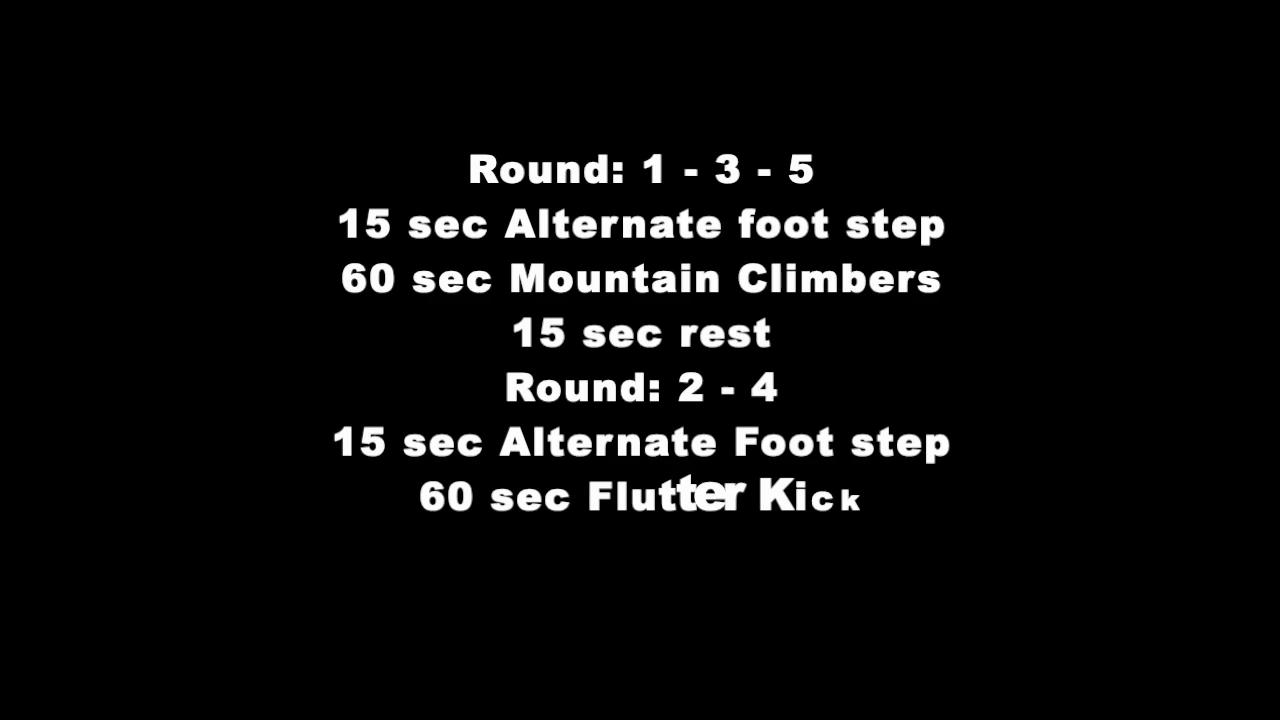 Round: 1 - 3 - 5
15 sec Alternate foot step
60 sec Mountain Climbers
15 sec rest
Round: 2 - 4
15 sec Alternate Foot step
60 sec Flutter Kick